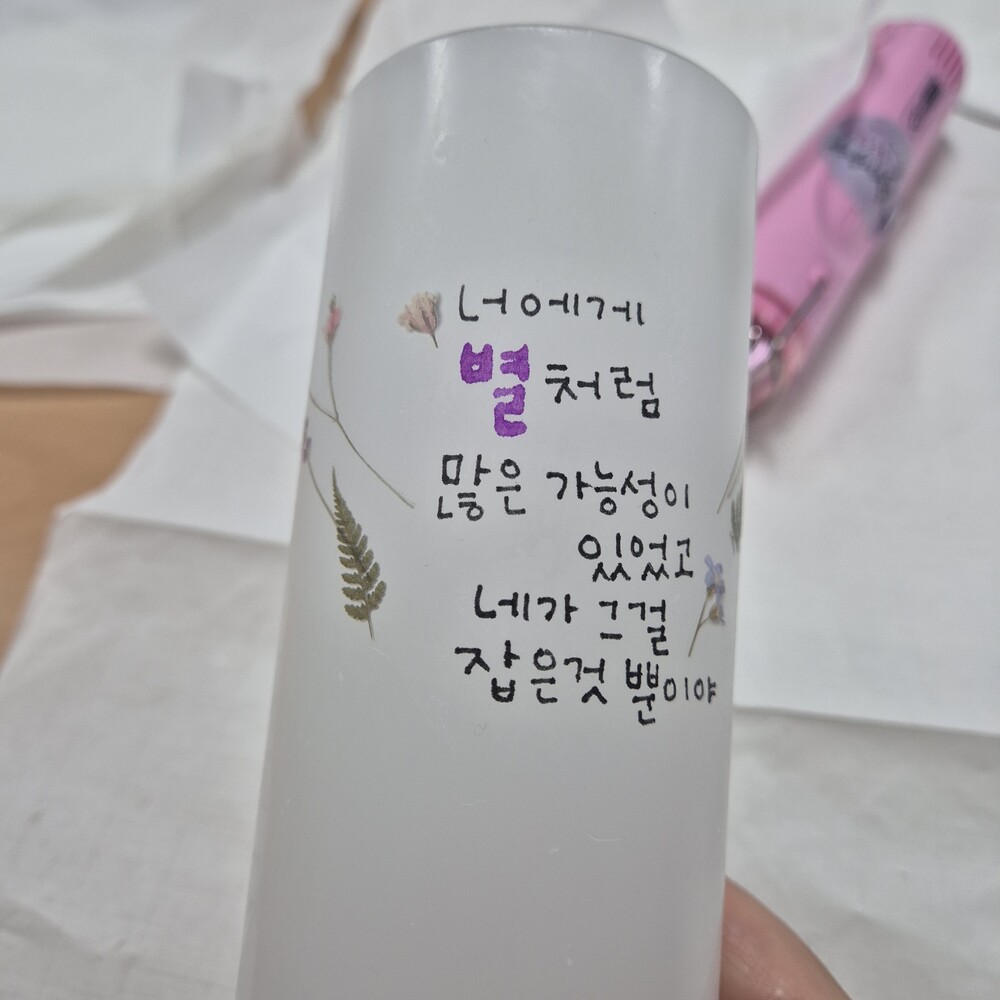 너에게
별처럼
많은 가능성이
있었고
네가 그걸
잡은것 뿐이야